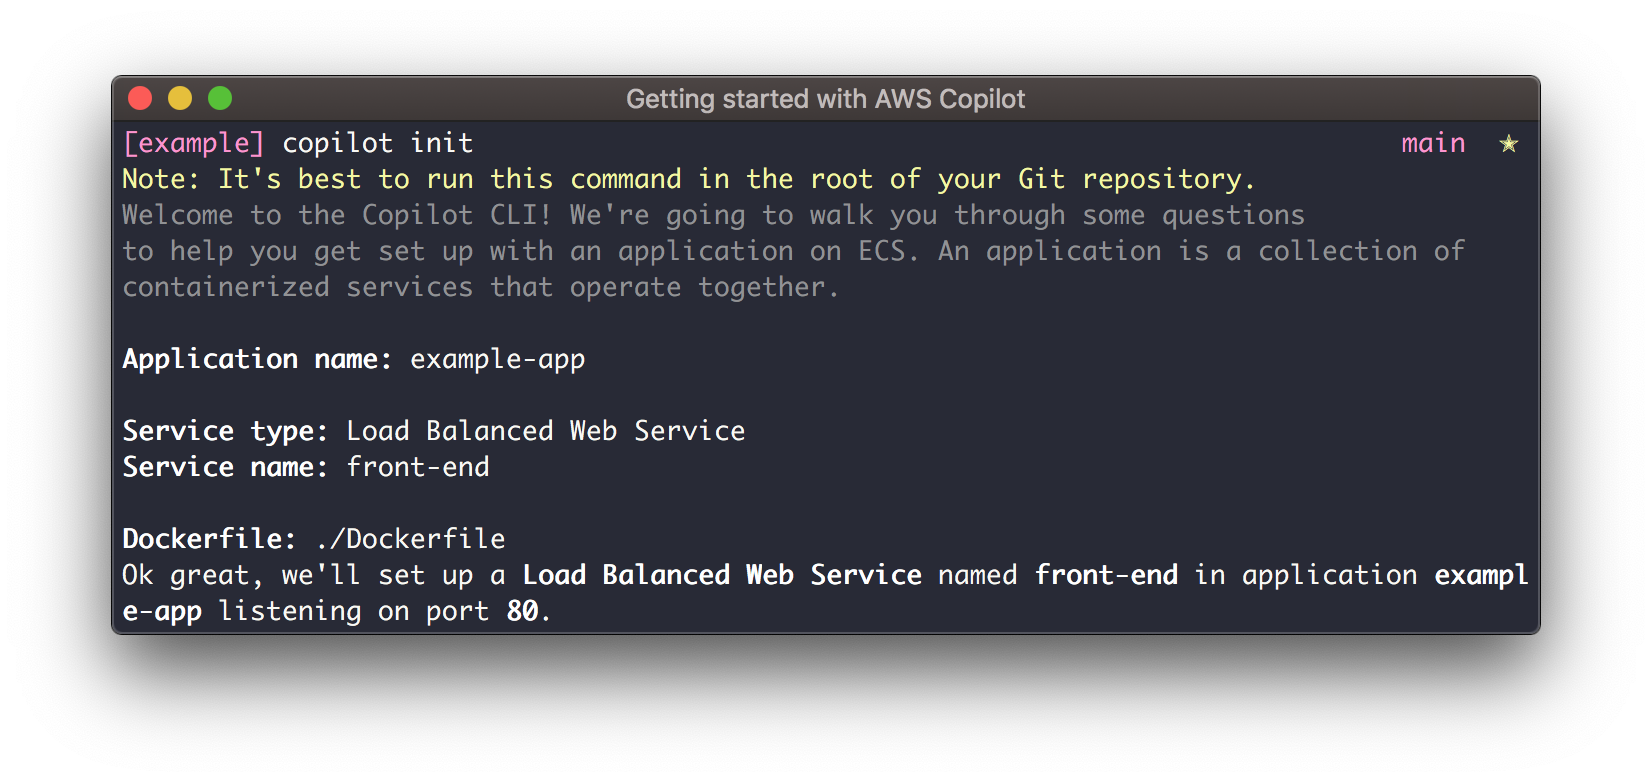 Getting started with AWS Copilot
[example] copilot init main ★
Note: It's best to run this command in the root of your Git repository.
Welcome to the Copilot CLI! We're going to walk you through some questions
to help you get set up with an application on ECS. An application is a collection of
containerized services that operate together.
Application name: example-app
Service type: Load Balanced Web Service
Service name: front-end
Dockerfile: ./Dockerfile
Ok great, we'll set up a Load Balanced Web Service named front-end in application exampl
e-app listening on port 80.